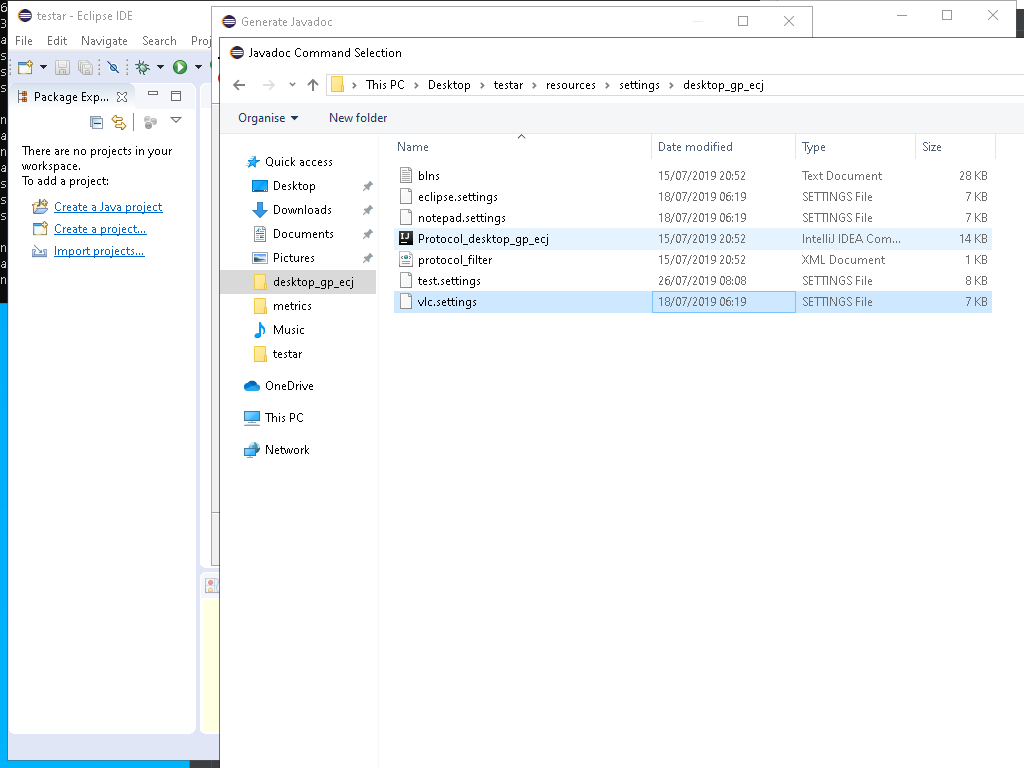 testar - Eclipse IDE
File Edit Navigate Search Proj
Package Exp...
There are no projects in your
workspace.
To add a project:
Create a Java project
Create a project...
Import projects...
Generate Javadoc
Javadoc Command Selection
This PC > Desktop > testar > resources > settings > desktop_gp_ecj
Organise New folder
Quick access
Desktop
Downloads
Documents
Pictures
desktop_gp_ecj
metrics
Music
testar
OneDrive
This PC
Network
Name Date modified Type Size
blns 15/07/2019 20:52 Text Document 28 KB
eclipse.settings 18/07/2019 06:19 SETTINGS File 7 KB
notepad.settings 18/07/2019 06:19 SETTINGS File 7 KB
Protocol_desktop_gp_ecj 15/07/2019 20:52 IntelliJ IDEA Com... 14 KB
protocol_filter 15/07/2019 20:52 XML Document 1 KB
test.settings 26/07/2019 08:08 SETTINGS File 8 KB
vlc.settings 18/07/2019 06:19 SETTINGS File 7 KB